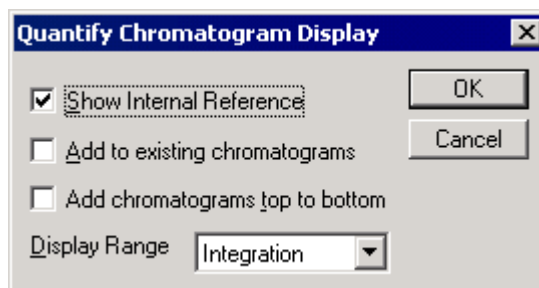 Quantify Chromatogram Display
Show Internal Reference
OK
Add to existing chromatograms
Cancel
Add chromatograms top to bottom
Display Range Integration